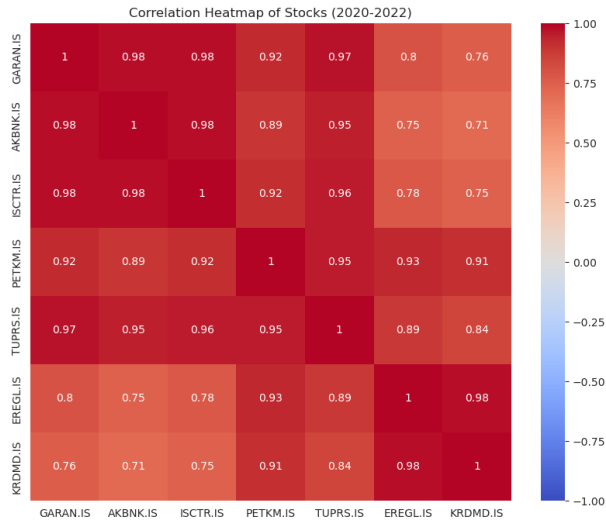 Correlation Heatmap of Stocks (2020-2022)
GARAN.IS 1 0.98 0.98 0.92 0.97 0.8 0.76
AKBNK.IS 0.98 1 0.98 0.89 0.95 0.75 0.71
ISCTR.IS 0.98 0.98 1 0.92 0.96 0.78 0.75
PETKM.IS 0.92 0.89 0.92 1 0.95 0.93 0.91
TUPRS.IS 0.97 0.95 0.96 0.95 1 0.89 0.84
EREGL.IS 0.8 0.75 0.78 0.93 0.89 1 0.98
KRDMD.IS 0.76 0.71 0.75 0.91 0.84 0.98 1
GARAN.IS AKBNK.IS ISCTR.IS PETKM.IS TUPRS.IS EREGL.IS KRDMD.IS
1.00
0.75
0.50
0.25
0.00
−0.25
−0.50
−0.75
−1.00